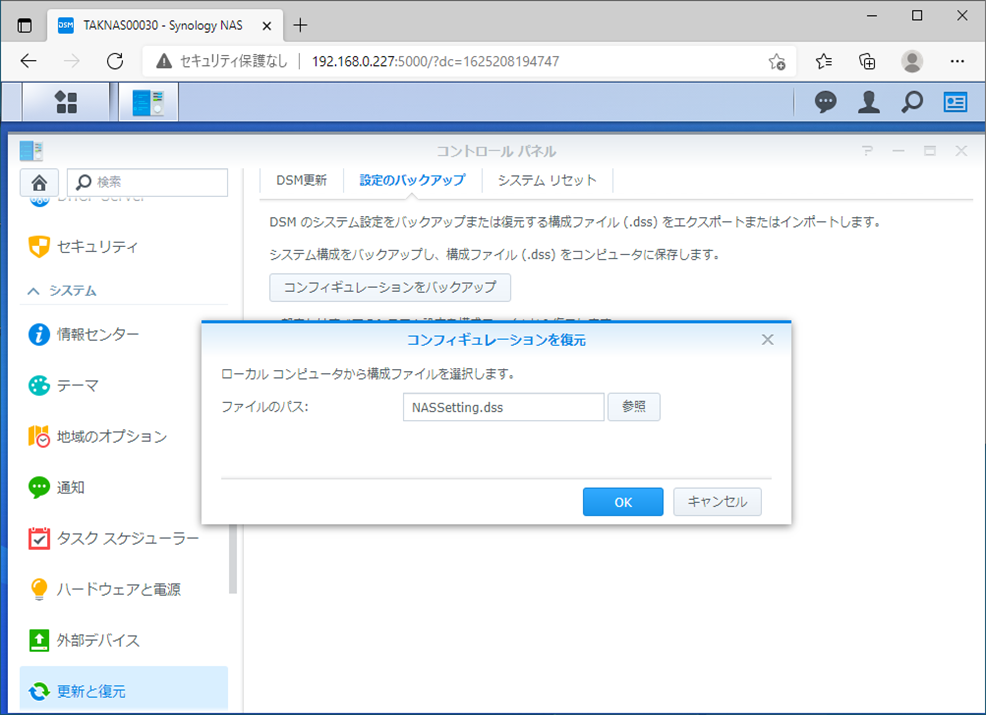 TAKNAS00030 - Synology NAS
セキュリティ保護なし
192.168.0.227:5000/?dc=1625208194747
コントロール パネル
検索
DSM更新
設定のバックアップ
システム リセット
DHCP Server
セキュリティ
システム
情報センター
テーマ
地域のオプション
通知
タスク スケジューラー
ハードウェアと電源
外部デバイス
更新と復元
DSM のシステム設定をバックアップまたは復元する構成ファイル (.dss) をエクスポートまたはインポートします。
システム構成をバックアップし、構成ファイル (.dss) をコンピュータに保存します。
コンフィギュレーションをバックアップ
コンフィギュレーションを復元
ローカル コンピュータから構成ファイルを選択します。
ファイルのパス:
NASSetting.dss
参照
OK
キャンセル